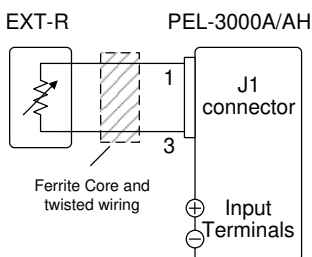 EXT-R
PEL-3000A/AH
1
J1
connector
3
Ferrite Core and
twisted wiring
+
Input
-
Terminals